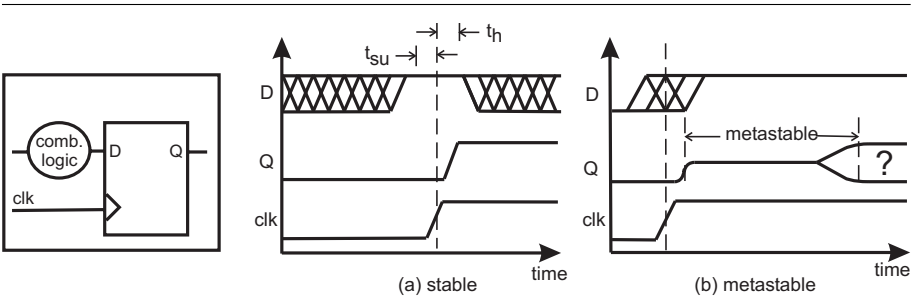 comb.
logic
D
Q
clk
t_su
t_h
D
Q
clk
time
(a) stable
D
metastable
Q
?
clk
time
(b) metastable